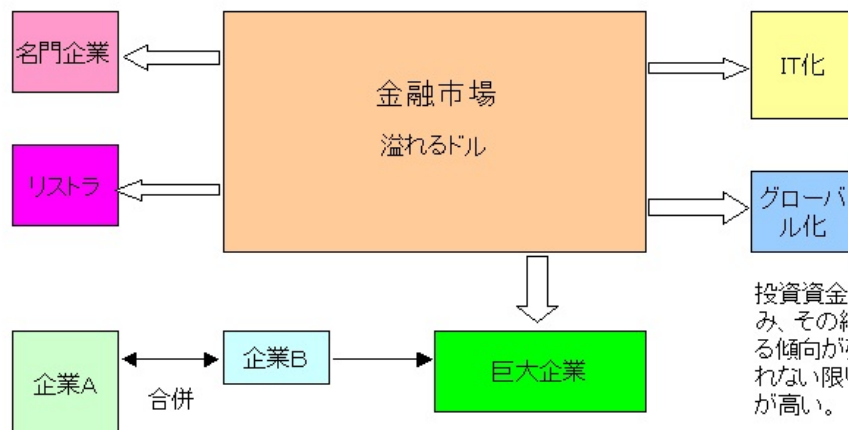 名門企業
金融市場
溢れるドル
IT化
リストラ
グローバ
ル化
投資資金
み、その
る傾向が
れない限
が高い。
企業A
合併
企業B
巨大企業